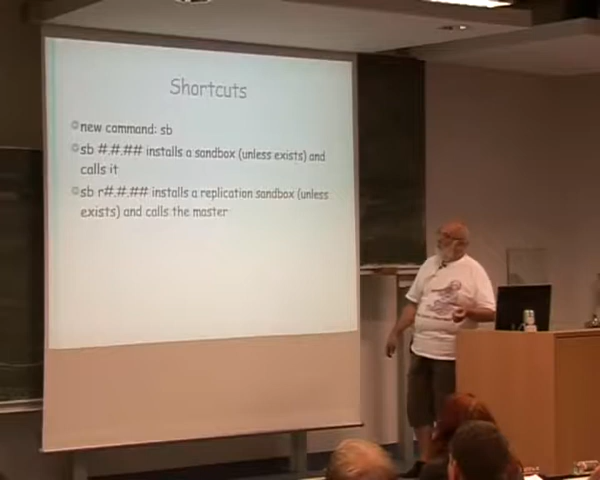 Shortcuts
new command: sb
sb #.#.## installs a sandbox (unless exists) and
calls it
sb r#.#.## installs a replication sandbox (unless
exists) and calls the master